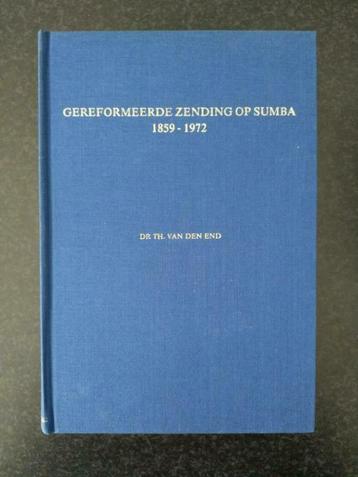 GEREFORMEERDE ZENDING OP SUMBA
1859 - 1972
DR. TH. VAN DEN END